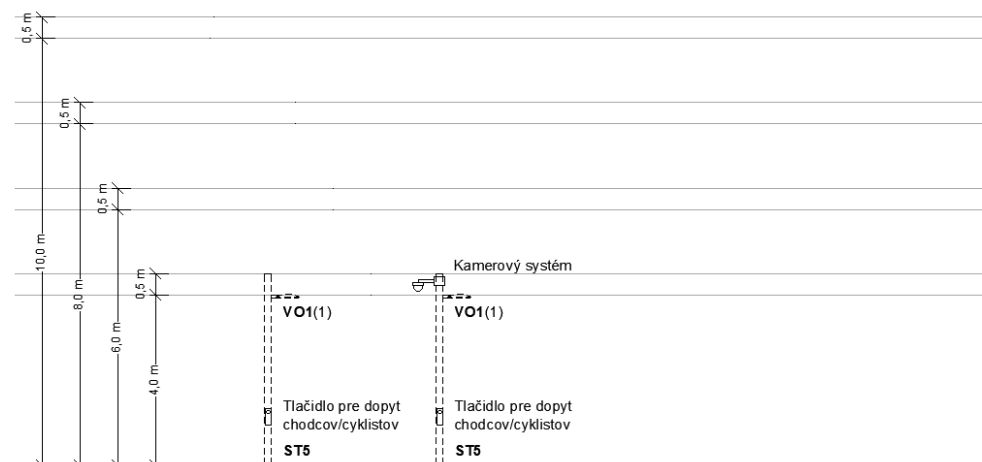 0,5 m
0,5 m
0,5 m
10,0 m
Kamerový systém
0,5 m
8,0 m
VO1(1)
VO1(1)
6,0 m
4,0 m
Tlačidlo pre dopyt
chodcov/cyklistov
Tlačidlo pre dopyt
chodcov/cyklistov
ST5
ST5